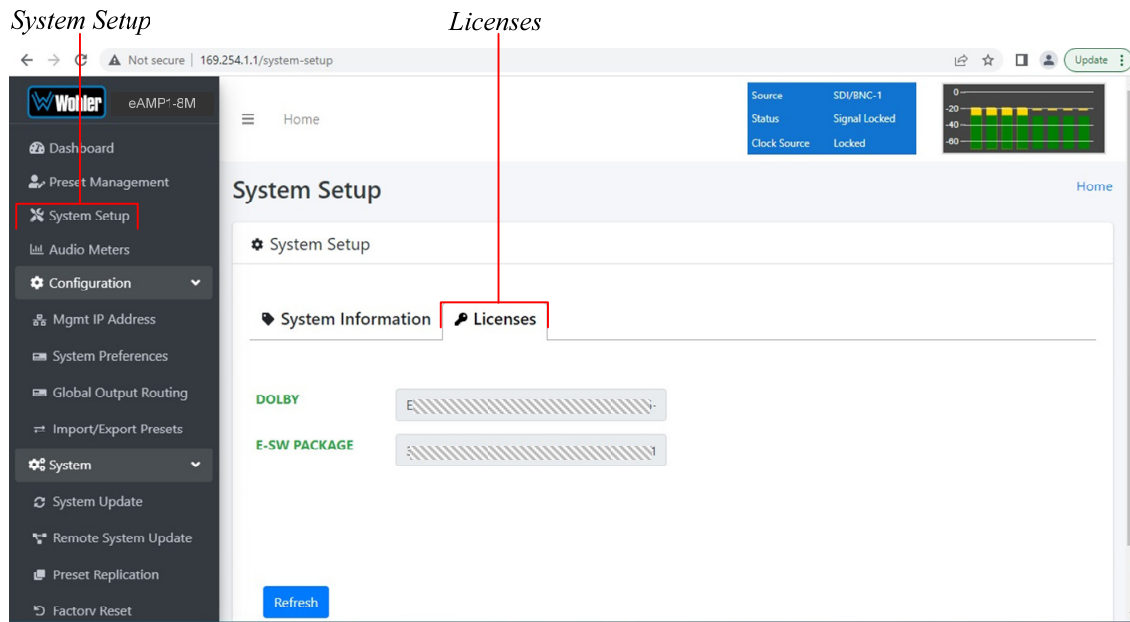 System Setup
Licenses
Not secure | 169.254.1.1/system-setup
Update
Wohler
eAMP1-8M
Home
Source SDI/BNC-1
Status Signal Locked
Clock Source Locked
0
-20
-40
-60
Dashboard
Preset Management
System Setup
Audio Meters
Configuration
Mgmt IP Address
System Preferences
Global Output Routing
Import/Export Presets
System
System Update
Remote System Update
Preset Replication
Factory Reset
System Setup
Home
System Setup
System Information
Licenses
DOLBY
E-SW PACKAGE
Refresh